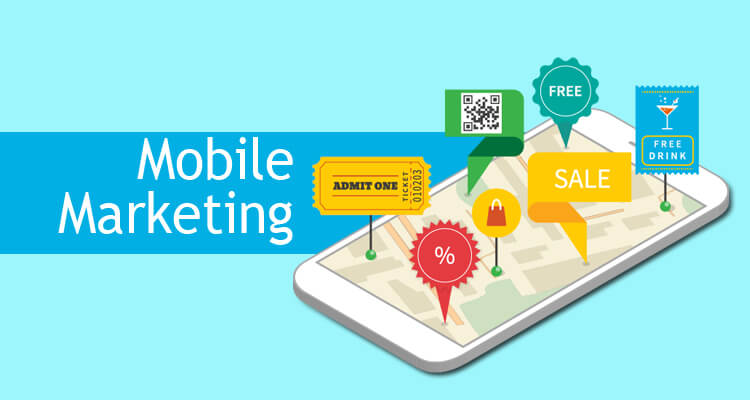 Mobile
Marketing
ADMIT ONE
TICKET
010203
FREE
SALE
FREE
DRINK
%